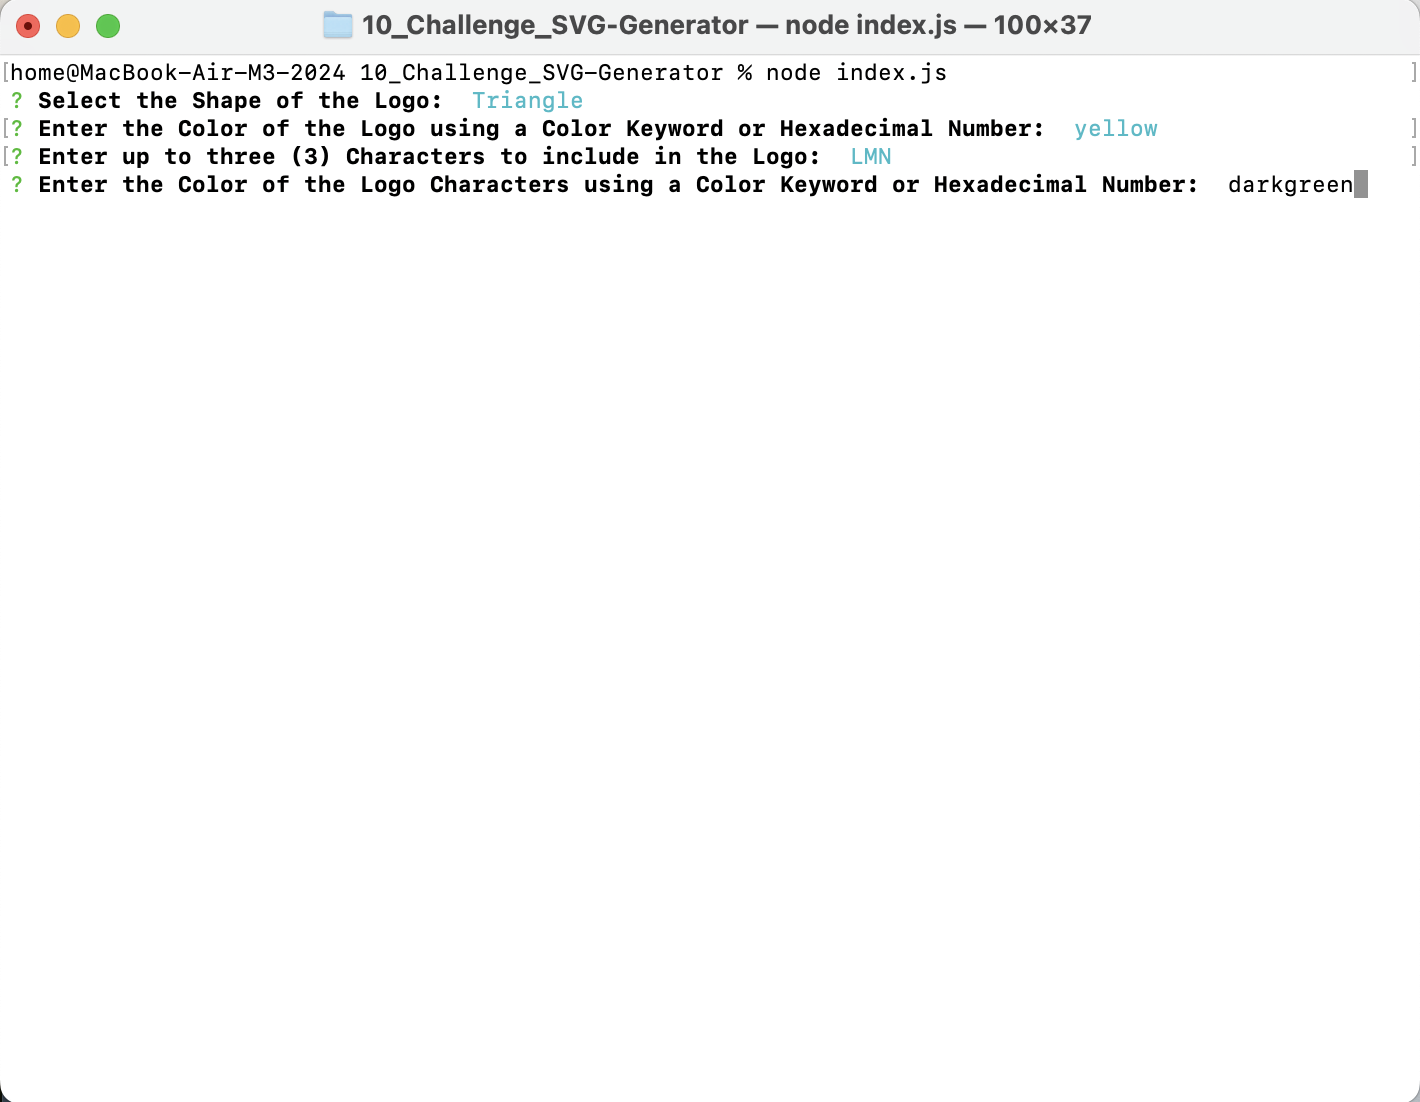 10_Challenge_SVG-Generator — node index.js — 100×37
[home@MacBook-Air-M3-2024 10_Challenge_SVG-Generator % node index.js ]
? Select the Shape of the Logo:  Triangle
[? Enter the Color of the Logo using a Color Keyword or Hexadecimal Number:  yellow ]
[? Enter up to three (3) Characters to include in the Logo:  LMN ]
? Enter the Color of the Logo Characters using a Color Keyword or Hexadecimal Number:  darkgreen